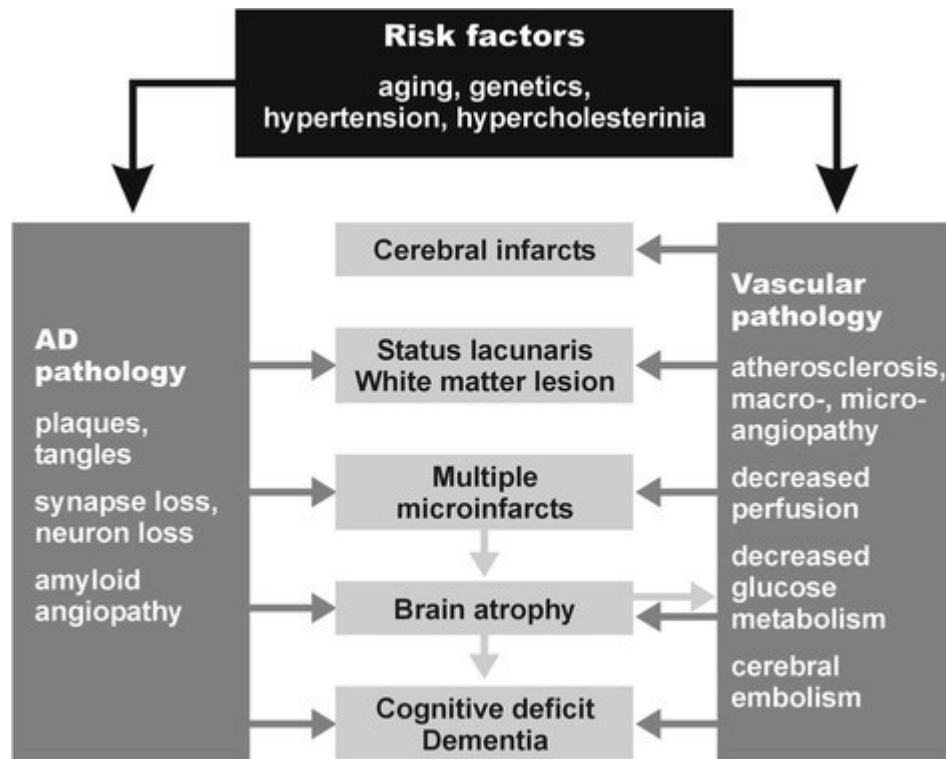 Risk factors
aging, genetics,
hypertension, hypercholesterinia
AD
pathology
plaques,
tangles
synapse loss,
neuron loss
amyloid
angiopathy
Cerebral infarcts
Status lacunaris
White matter lesion
Multiple
microinfarcts
Brain atrophy
Cognitive deficit
Dementia
Vascular
pathology
atherosclerosis,
macro-, micro-
angiopathy
decreased
perfusion
decreased
glucose
metabolism
cerebral
embolism